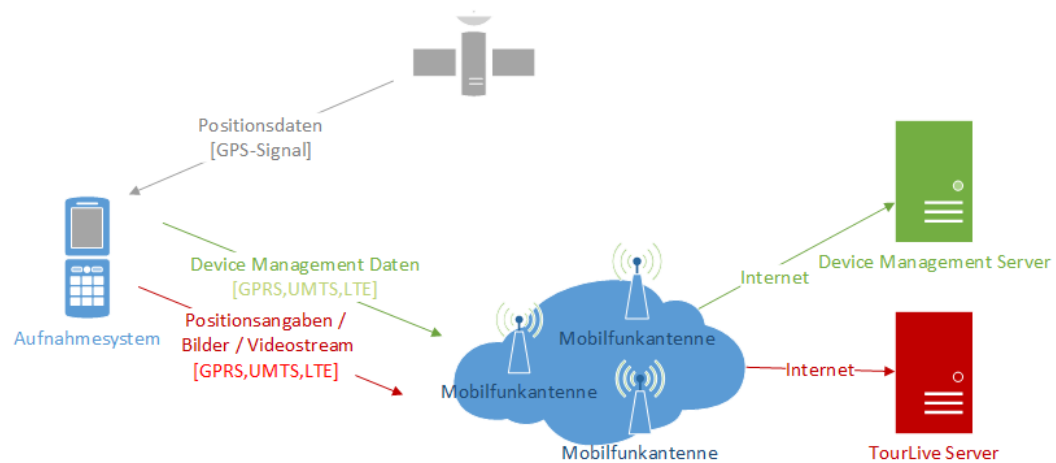 Positionsdaten
[GPS-Signal]
Device Management Daten
[GPRS,UMTS,LTE]
Positionsangaben /
Bilder / Videostream
[GPRS,UMTS,LTE]
Aufnahmesystem
Mobilfunkantenne
Mobilfunkantenne
Mobilfunkantenne
Internet
Device Management Server
Internet
TourLive Server